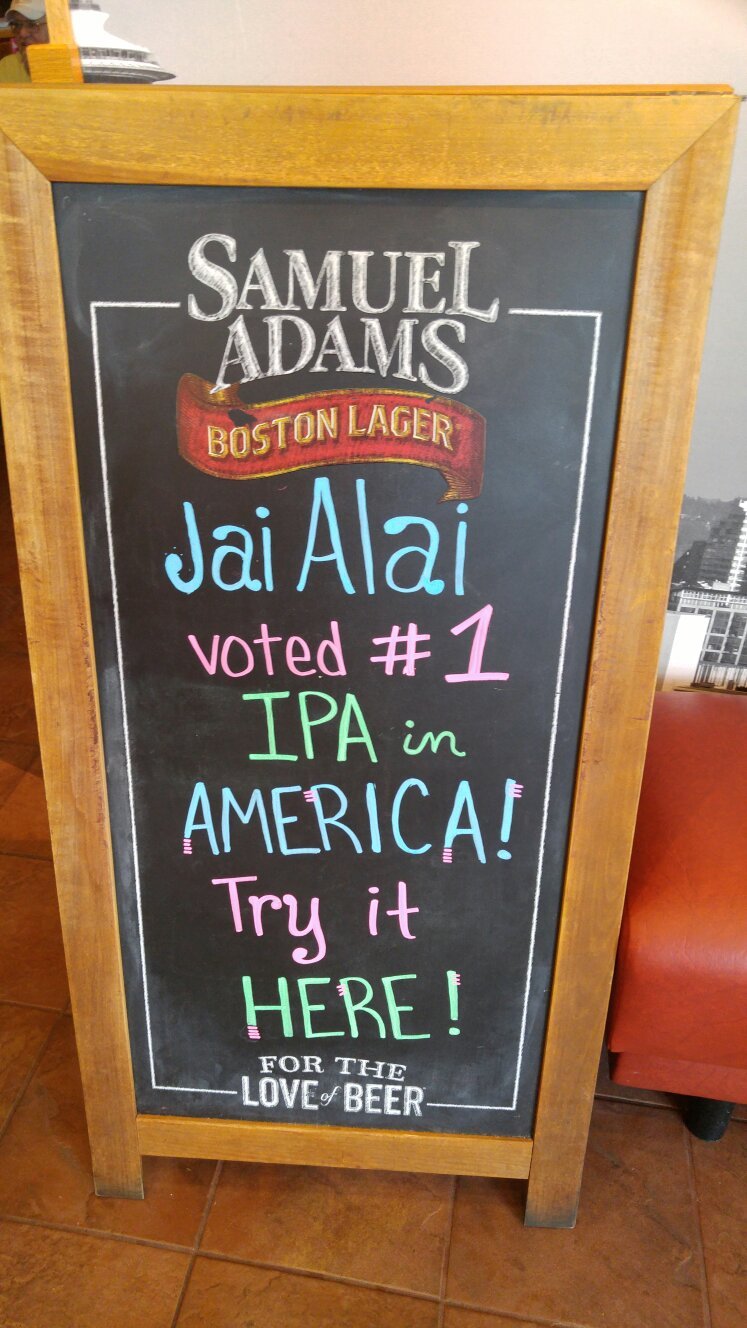 SAMUEL
ADAMS
BOSTON LAGER
Jai Alai
voted #1
IPA in
AMERICA!
Try it
HERE!
FOR THE
LOVE of BEER